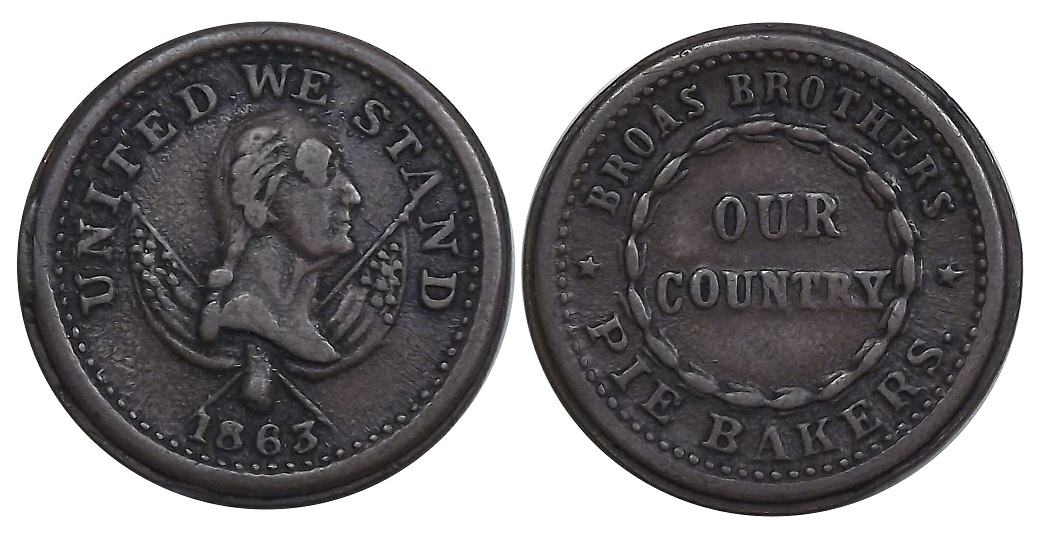 UNITED WE STAND
1863
BROAS BROTHERS
OUR
COUNTRY
PIE BAKERS.